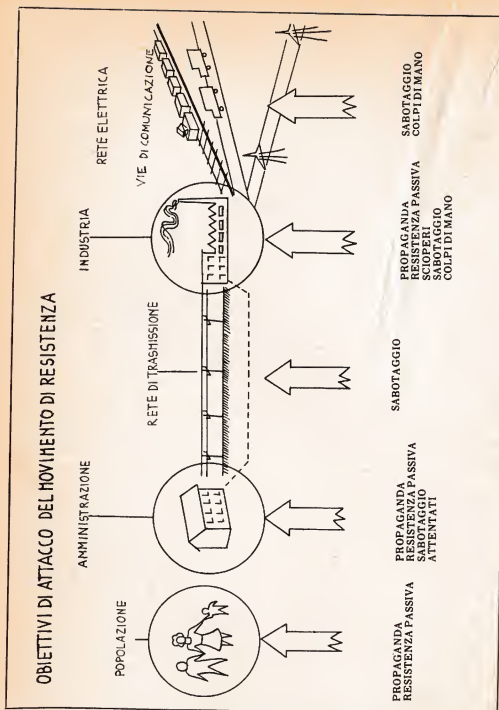 OBIETTIVI DI ATTACCO DEL MOVIMENTO DI RESISTENZA
POPOLAZIONE
AMMINISTRAZIONE
RETE DI TRASMISSIONE
INDUSTRIA
RETE ELETTRICA
VIE DI COMUNICAZIONE
PROPAGANDA
RESISTENZA PASSIVA
PROPAGANDA
RESISTENZA PASSIVA
SABOTAGGIO
ATTENTATI
SABOTAGGIO
PROPAGANDA
RESISTENZA PASSIVA
SCIOPERI
SABOTAGGIO
COLPI DI MANO
SABOTAGGIO
COLPI DI MANO